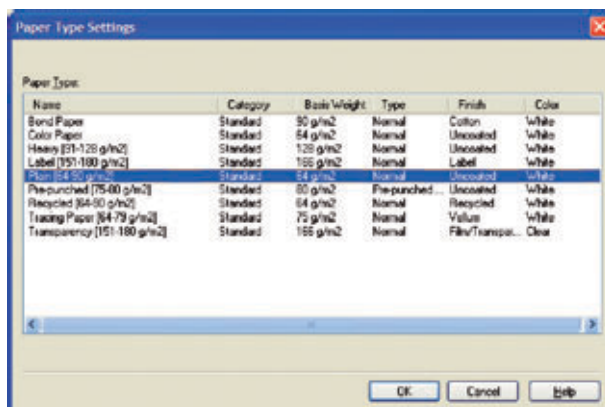 Paper Type Settings
Paper Type:
Name Category Basis Weight Type Finish Color
Bond Paper Standard 90 g/m2 Normal Cotton White
Color Paper Standard 64 g/m2 Normal Uncoated White
Heavy [91-128 g/m2] Standard 128 g/m2 Normal Uncoated White
Label [151-180 g/m2] Standard 166 g/m2 Normal Label White
Plain [64-90 g/m2] Standard 64 g/m2 Normal Uncoated White
Pre-punched [75-80 g/m2] Standard 80 g/m2 Pre-punched... Uncoated White
Recycled [64-90 g/m2] Standard 64 g/m2 Normal Recycled White
Tracing Paper [64-79 g/m2] Standard 75 g/m2 Normal Vellum White
Transparency [151-180 g/m2] Standard 166 g/m2 Normal Film/Transpar... Clear
OK Cancel Help